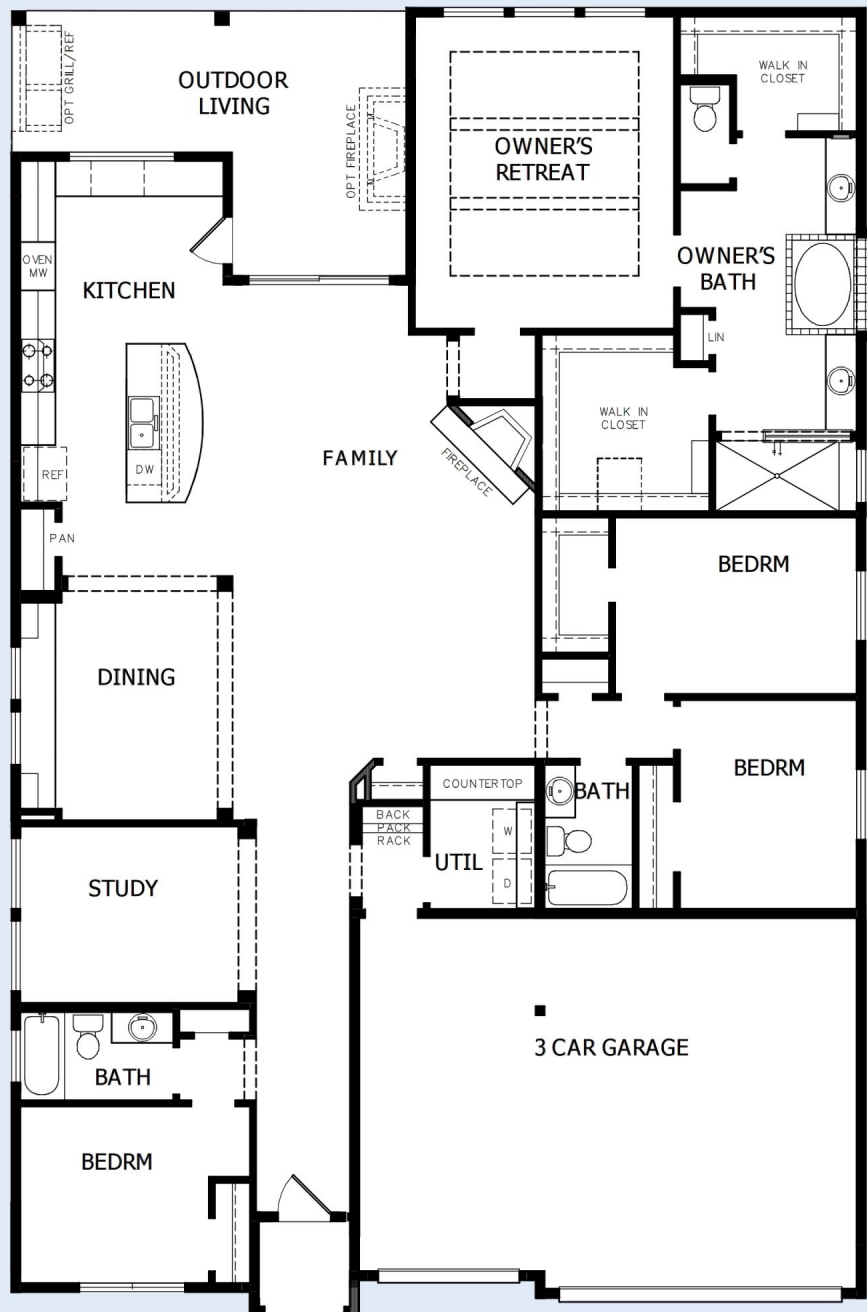 OPT GRILL/REF
OUTDOOR
LIVING
OPT FIREPLACE
OWNER'S
RETREAT
WALK IN
CLOSET
OVEN
MW
KITCHEN
OWNER'S
BATH
LIN
WALK IN
CLOSET
FAMILY
FIREPLACE
DW
REF
PAN
BEDRM
DINING
BEDRM
COUNTERTOP
BATH
BACK
PACK
RACK
W
UTIL
D
STUDY
3 CAR GARAGE
BATH
BEDRM